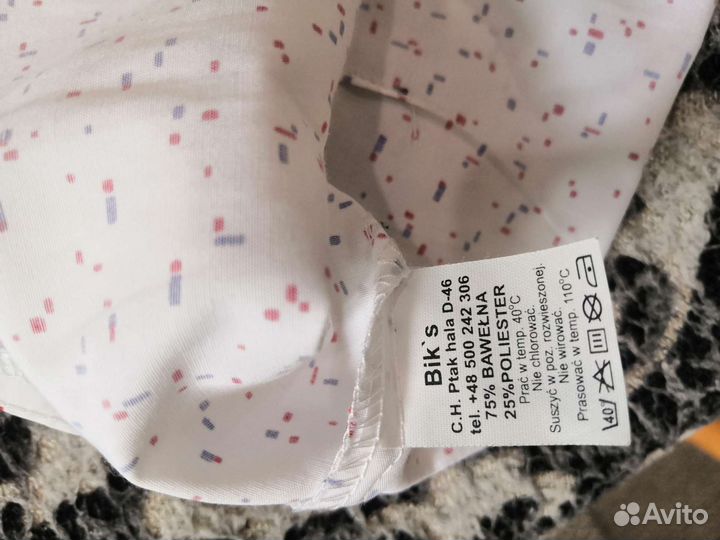 Bik`s
C.H. Ptak hala D-46
tel. +48 500 242 306
75% BAWEŁNA
25%POLIESTER
Prać w temp. 40°C
Nie chlorować.
Suszyć w poz. rozwieszonej.
Nie wirować.
Prasować w temp. 110°C
40
Avito